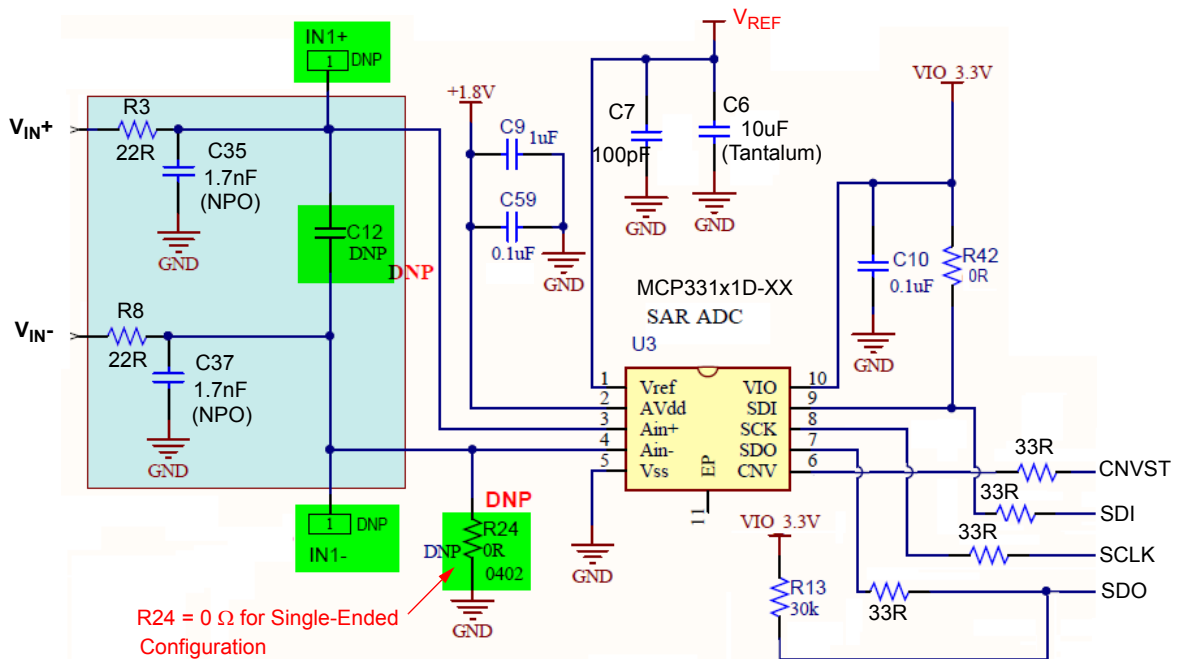 V_REF
IN1+
1 DNP
VIO_3.3V
+1.8V
R3
V_IN+
22R
C35
1.7nF
(NPO)
GND
C9
1uF
C59
0.1uF
GND
C7
100pF
C6
10uF
(Tantalum)
GND
GND
C12
DNP
DNP
C10
0.1uF
GND
R42
0R
MCP331x1D-XX
SAR ADC
U3
R8
V_IN-
22R
C37
1.7nF
(NPO)
GND
1 Vref VIO 10
2 AVdd SDI 9
3 Ain+ SCK 8
4 Ain- SDO 7
5 Vss EP CNV 6
11
33R
CNVST
33R
SDI
33R
SCLK
33R
SDO
1 DNP
IN1-
DNP
DNP
R24
0R
0402
GND
GND
VIO_3.3V
R13
30k
R24 = 0 Ω for Single-Ended
Configuration